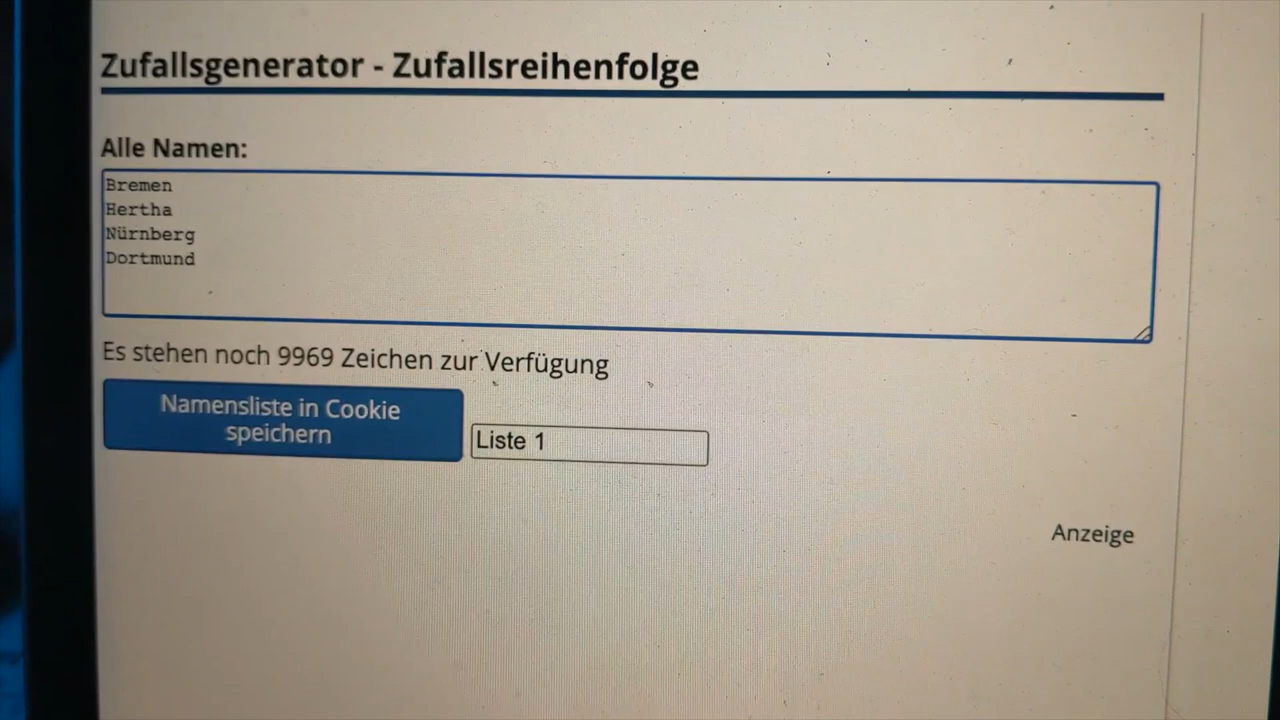 Zufallsgenerator - Zufallsreihenfolge
Alle Namen:
Bremen
Hertha
Nürnberg
Dortmund
Es stehen noch 9969 Zeichen zur Verfügung
Namensliste in Cookie
speichern
Liste 1
Anzeige